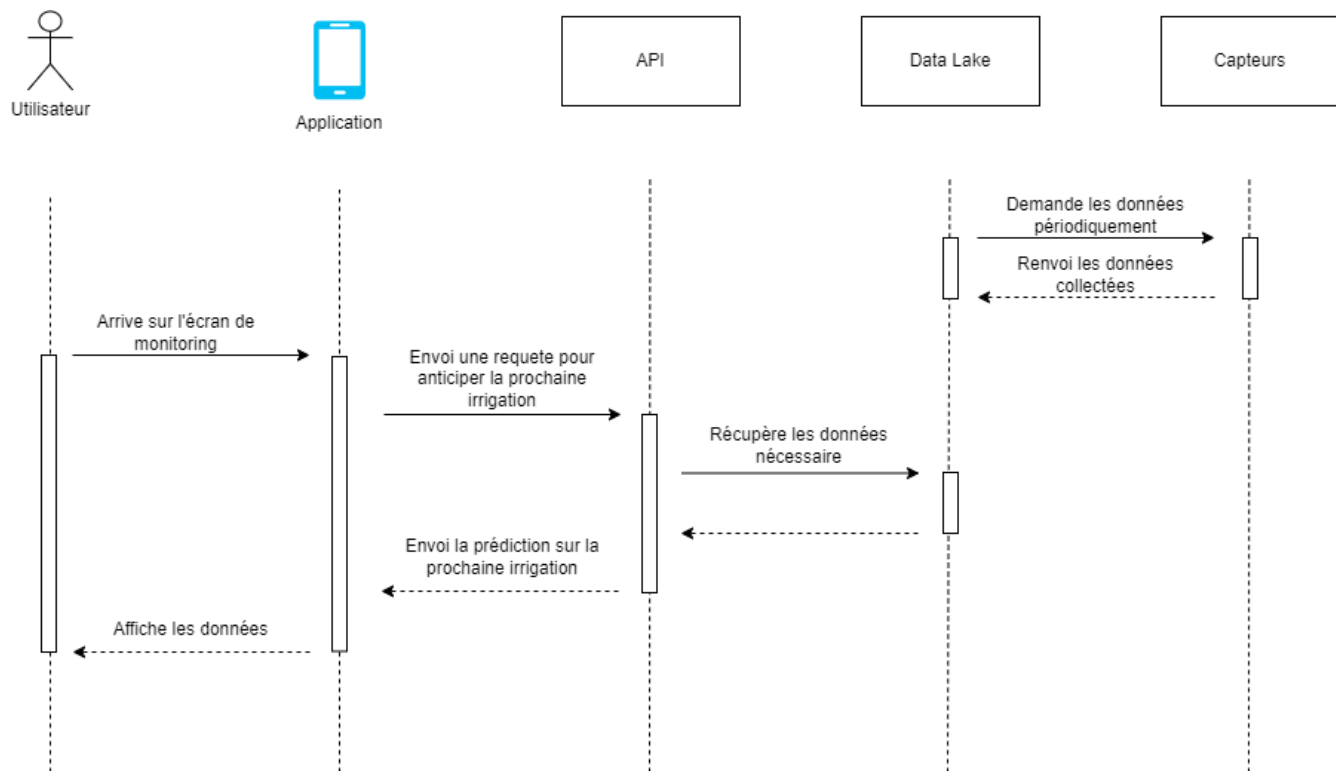 Utilisateur
Application
API
Data Lake
Capteurs
Demande les données
périodiquement
Renvoi les données
collectées
Arrive sur l'écran de
monitoring
Envoi une requete pour
anticiper la prochaine
irrigation
Récupère les données
nécessaire
Envoi la prédiction sur la
prochaine irrigation
Affiche les données